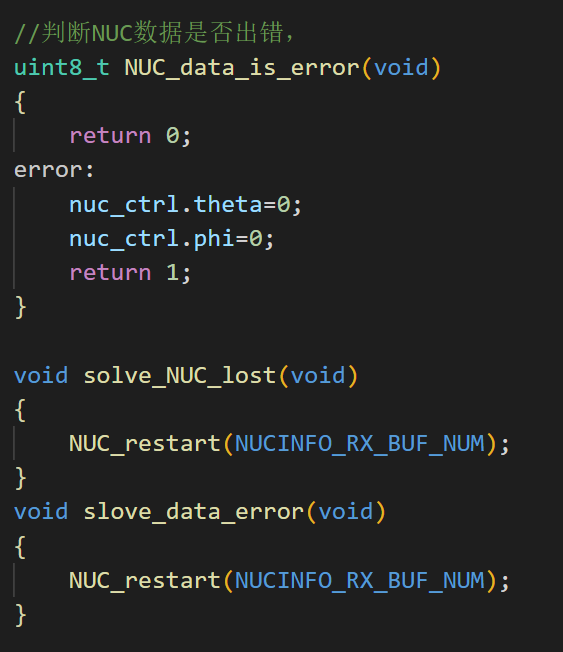 //判断NUC数据是否出错，
uint8_t NUC_data_is_error(void)
{
    return 0;
error:
    nuc_ctrl.theta=0;
    nuc_ctrl.phi=0;
    return 1;
}

void solve_NUC_lost(void)
{
    NUC_restart(NUCINFO_RX_BUF_NUM);
}
void slove_data_error(void)
{
    NUC_restart(NUCINFO_RX_BUF_NUM);
}